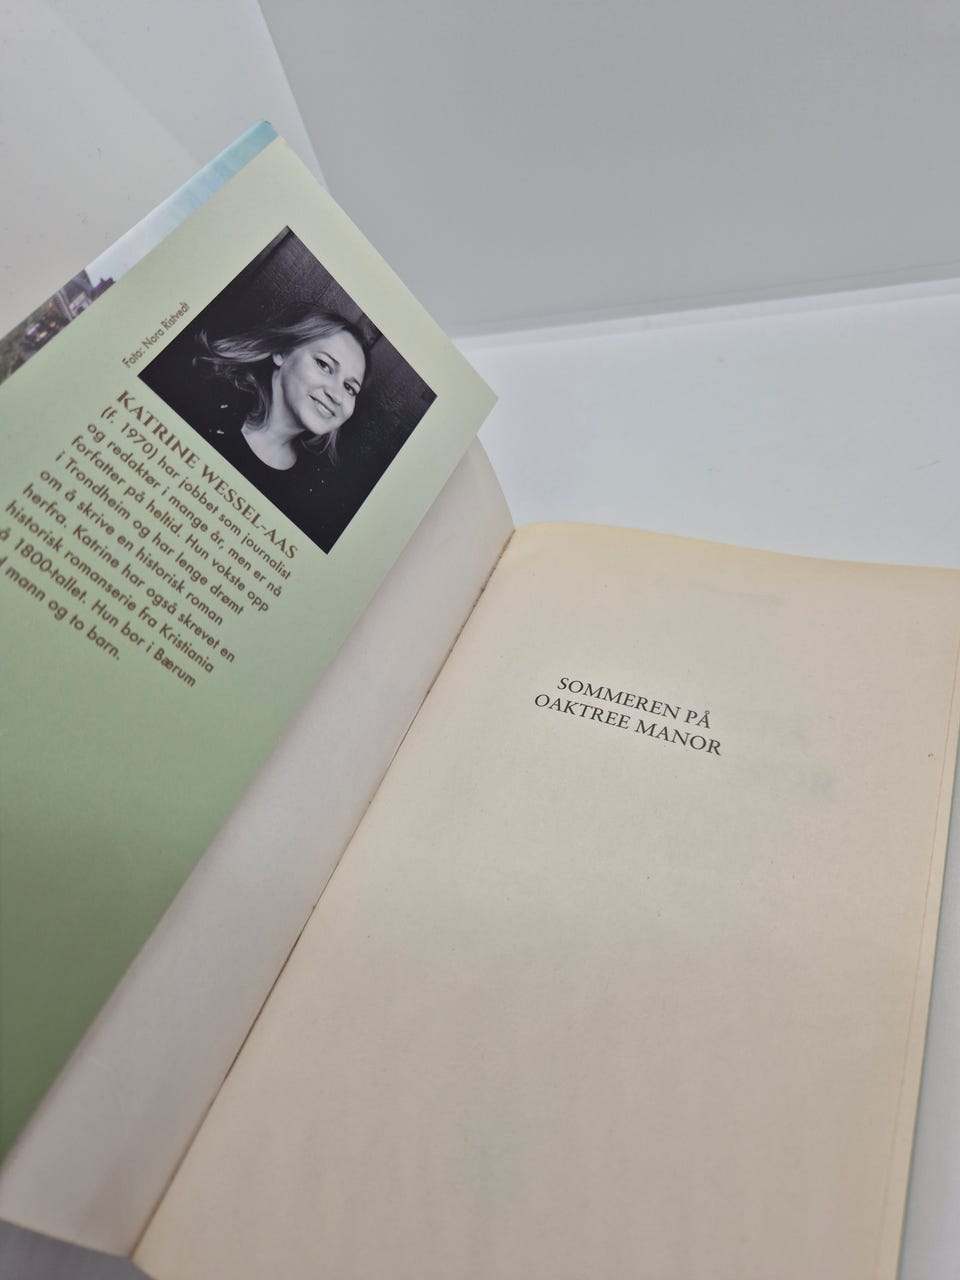 Foto: Nora Ristvedt
KATRINE WESSEL-AAS
(f. 1970) har jobbet som journalist
og redaktør i mange år, men er nå
forfatter på heltid. Hun vokste opp
i Trondheim og har lenge drømt
om å skrive en historisk roman
herfra. Katrine har også skrevet en
historisk romanserie fra Kristiania
på 1800-tallet. Hun bor i Bærum
mann og to barn.
SOMMEREN PÅ
OAKTREE MANOR